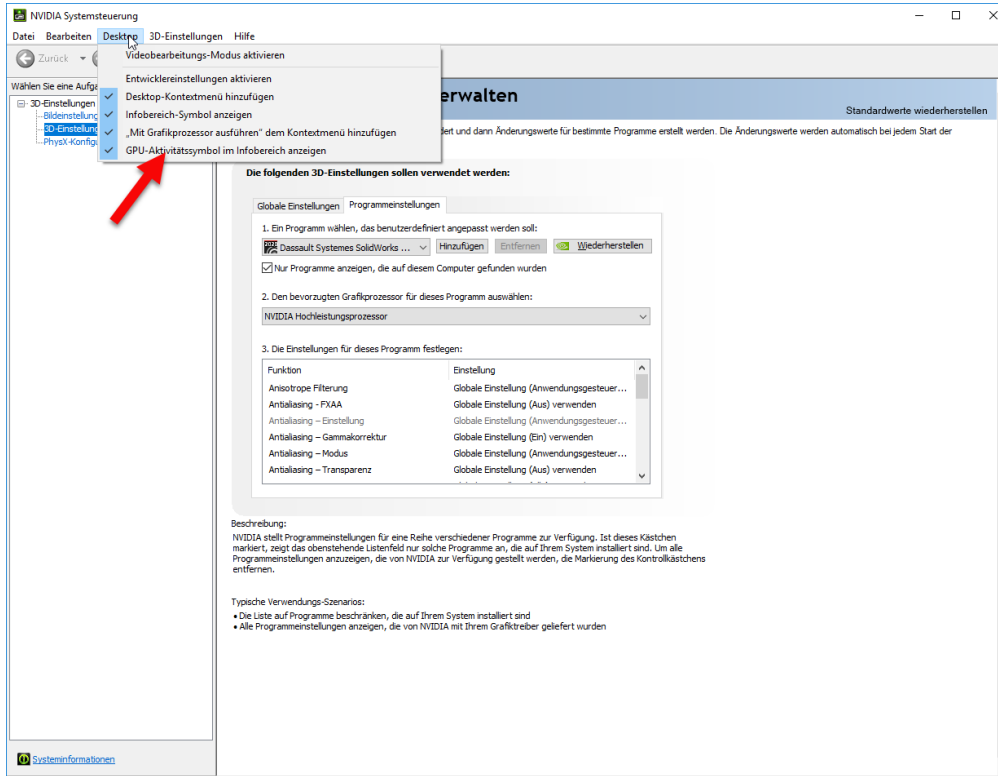 NVIDIA Systemsteuerung
Datei Bearbeiten Desktop 3D-Einstellungen Hilfe
Zurück
Videobearbeitungs-Modus aktivieren
Entwicklereinstellungen aktivieren
Desktop-Kontextmenü hinzufügen
Infobereich-Symbol anzeigen
„Mit Grafikprozessor ausführen" dem Kontextmenü hinzufügen
GPU-Aktivitätssymbol im Infobereich anzeigen
Wählen Sie eine Aufga
3D-Einstellungen
Bildeinstellung
3D-Einstellung
PhysX-Konfigu
erwalten
Standardwerte wiederherstellen
dert und dann Änderungswerte für bestimmte Programme erstellt werden. Die Änderungswerte werden automatisch bei jedem Start der
Die folgenden 3D-Einstellungen sollen verwendet werden:
Globale Einstellungen Programmeinstellungen
1. Ein Programm wählen, das benutzerdefiniert angepasst werden soll:
Dassault Systemes SolidWorks ... Hinzufügen Entfernen Wiederherstellen
Nur Programme anzeigen, die auf diesem Computer gefunden wurden
2. Den bevorzugten Grafikprozessor für dieses Programm auswählen:
NVIDIA Hochleistungsprozessor
3. Die Einstellungen für dieses Programm festlegen:
Funktion Einstellung
Anisotrope Filterung Globale Einstellung (Anwendungsgesteuer...
Antialiasing - FXAA Globale Einstellung (Aus) verwenden
Antialiasing – Einstellung Globale Einstellung (Anwendungsgesteuer...
Antialiasing – Gammakorrektur Globale Einstellung (Ein) verwenden
Antialiasing – Modus Globale Einstellung (Anwendungsgesteuer...
Antialiasing – Transparenz Globale Einstellung (Aus) verwenden
Beschreibung:
NVIDIA stellt Programmeinstellungen für eine Reihe verschiedener Programme zur Verfügung. Ist dieses Kästchen
markiert, zeigt das obenstehende Listenfeld nur solche Programme an, die auf Ihrem System installiert sind. Um alle
Programmeinstellungen anzuzeigen, die von NVIDIA zur Verfügung gestellt werden, die Markierung des Kontrollkästchens
entfernen.
Typische Verwendungs-Szenarios:
• Die Liste auf Programme beschränken, die auf Ihrem System installiert sind
• Alle Programmeinstellungen anzeigen, die von NVIDIA mit Ihrem Grafiktreiber geliefert wurden
Systeminformationen